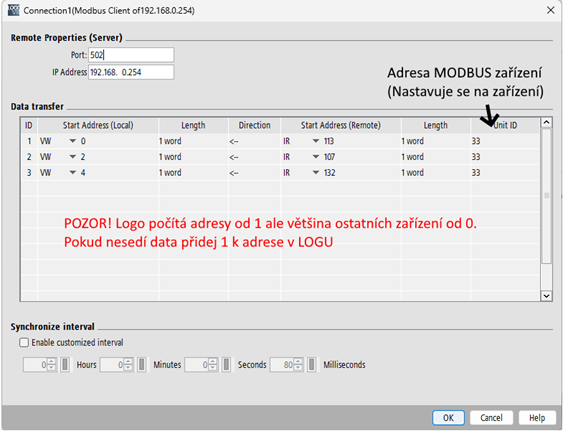 Connection1(Modbus Client of192.168.0.254)
Remote Properties (Server)
Port: 502
IP Address 192.168. 0.254
Adresa MODBUS zařízení
(Nastavuje se na zařízení)
Data transfer
ID Start Address (Local) Length Direction Start Address (Remote) Length Unit ID
1 VW 0 1 word <-- IR 113 1 word 33
2 VW 2 1 word <-- IR 107 1 word 33
3 VW 4 1 word <-- IR 132 1 word 33
POZOR! Logo počítá adresy od 1 ale většina ostatních zařízení od 0.
Pokud nesedí data přidej 1 k adrese v LOGU
Synchronize interval
Enable customized interval
0 Hours 0 Minutes 0 Seconds 80 Milliseconds
OK Cancel Help